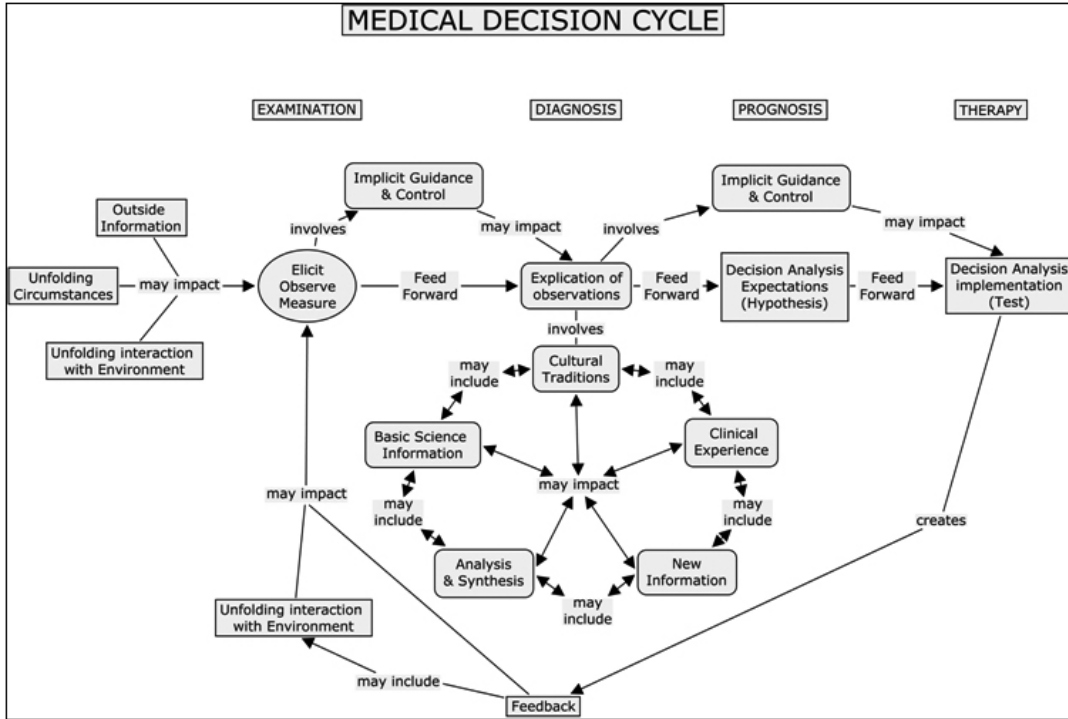 MEDICAL DECISION CYCLE
EXAMINATION
DIAGNOSIS
PROGNOSIS
THERAPY
Implicit Guidance
& Control
Implicit Guidance
& Control
Outside
Information
involves
may impact
involves
may impact
Unfolding
Circumstances
may impact
Elicit
Observe
Measure
Feed
Forward
Explication of
observations
Feed
Forward
Decision Analysis
Expectations
(Hypothesis)
Feed
Forward
Decision Analysis
implementation
(Test)
Unfolding interaction
with Environment
involves
may
include
Cultural
Traditions
may
include
Basic Science
Information
Clinical
Experience
may impact
may impact
may
include
may
include
creates
Analysis
& Synthesis
New
Information
may
include
Unfolding interaction
with Environment
may include
Feedback